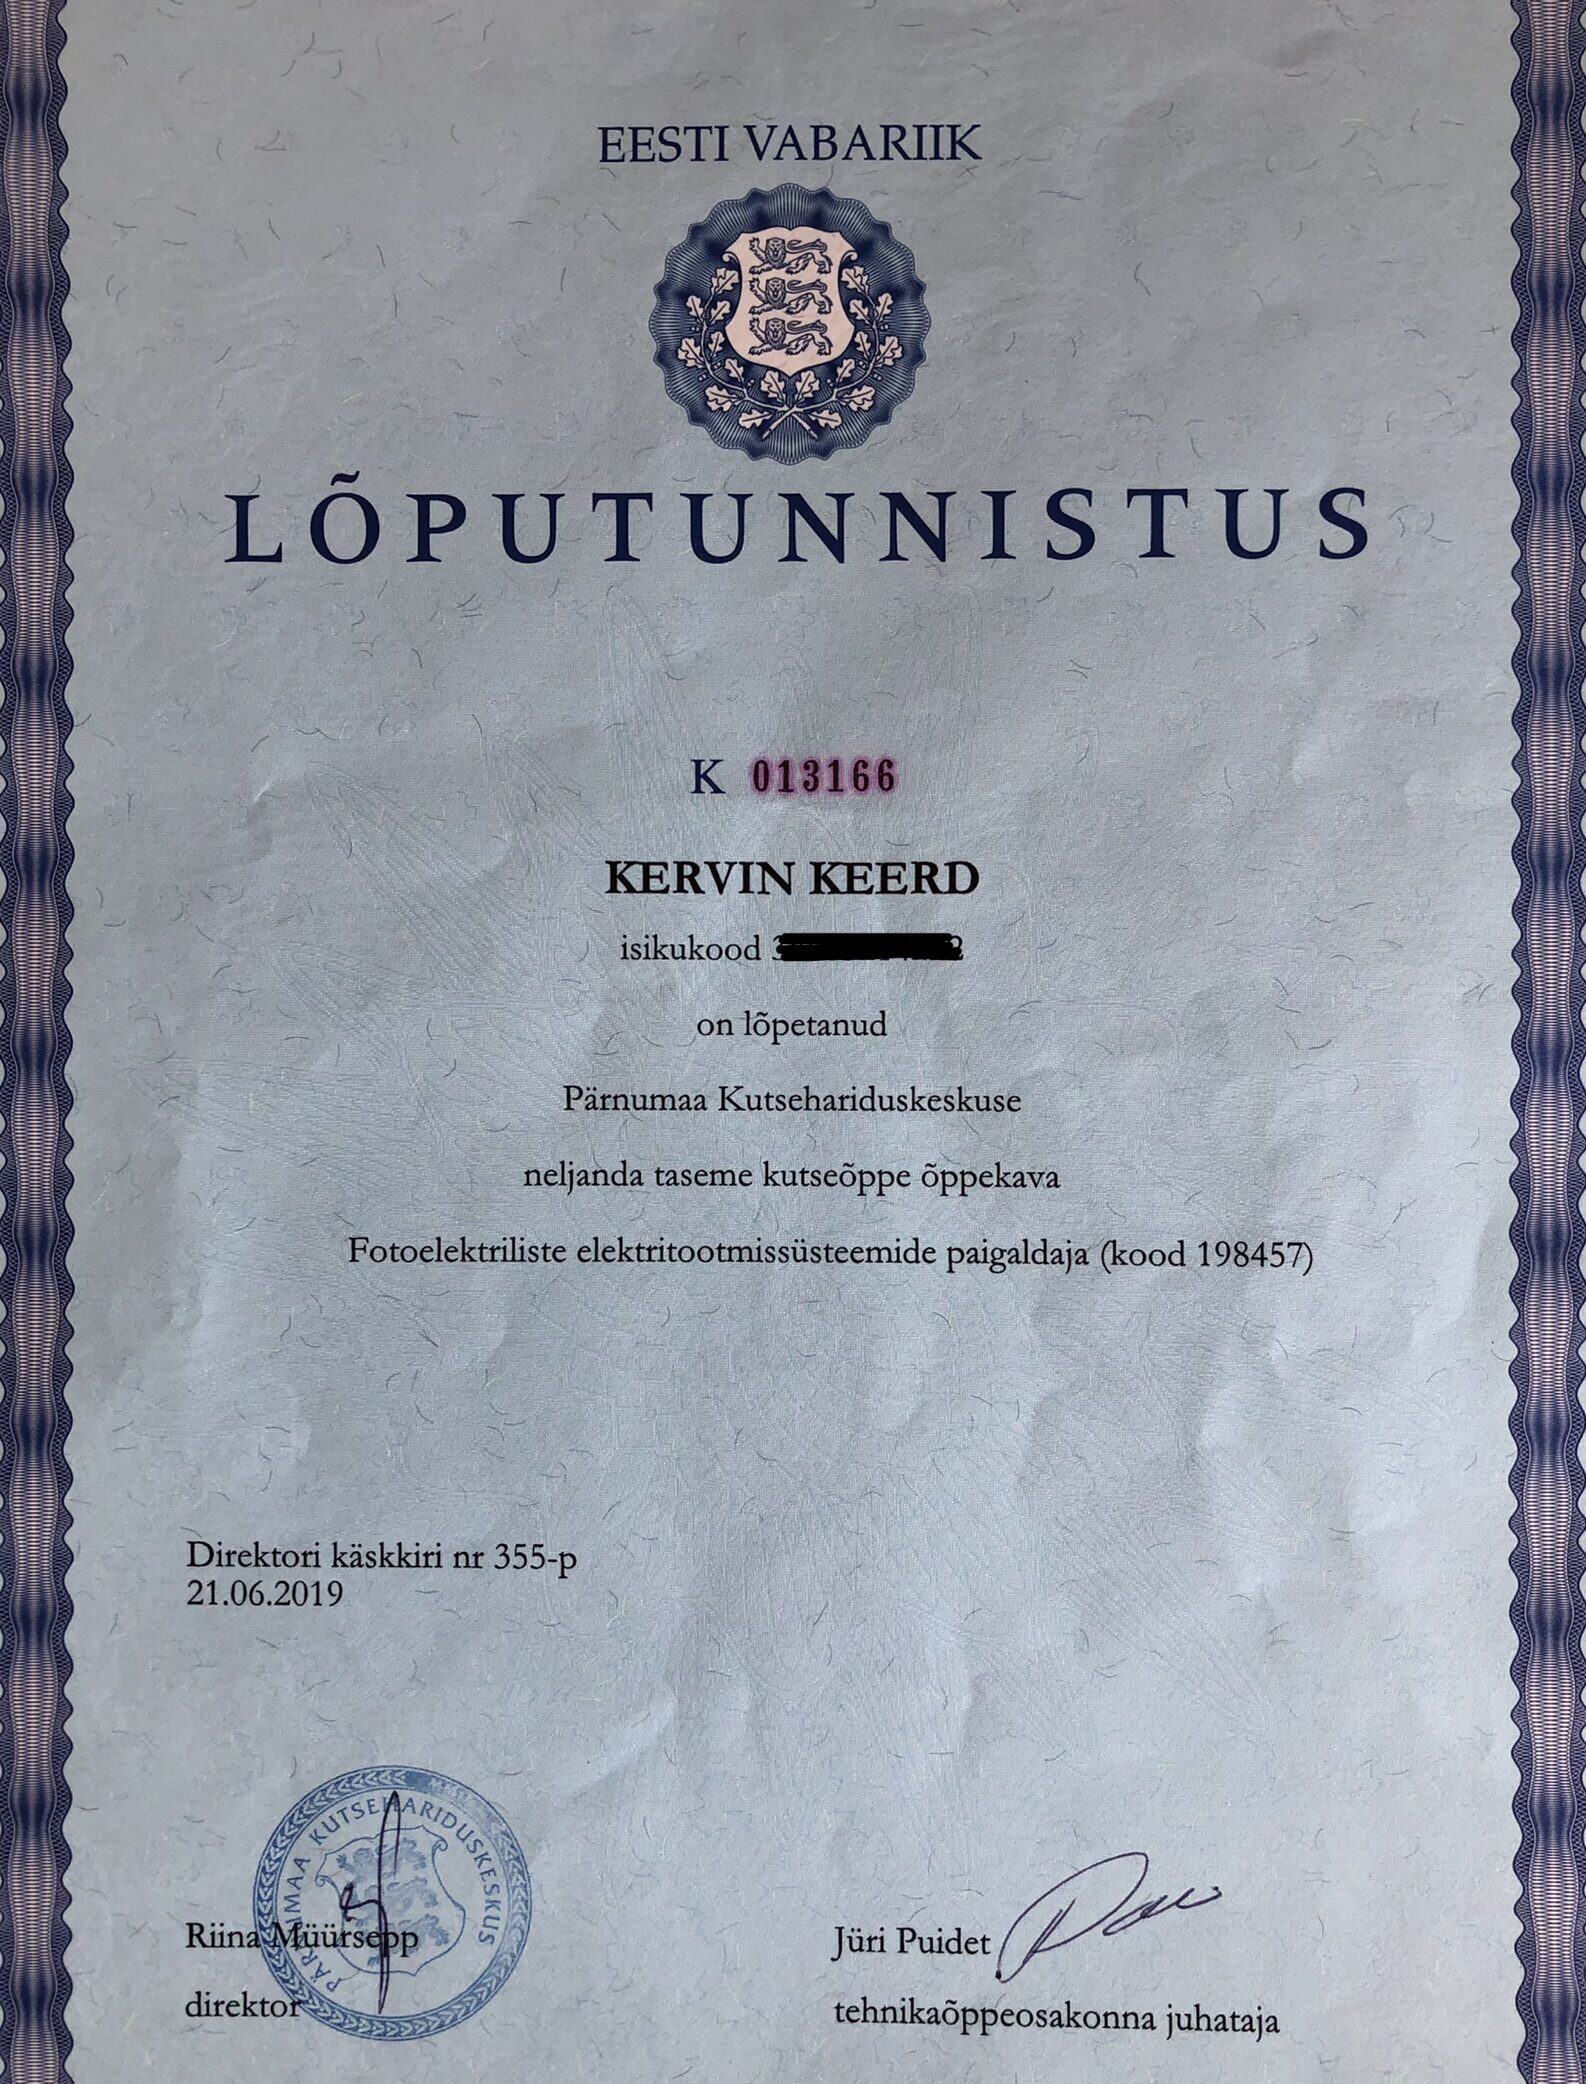 EESTI VABARIIK
LÕPUTUNNISTUS
K 013166
KERVIN KEERD
isikukood
on lõpetanud
Pärnumaa Kutsehariduskeskuse
neljanda taseme kutseõppe õppekava
Fotoelektriliste elektritootmissüsteemide paigaldaja (kood 198457)
Direktori käskkiri nr 355-p
21.06.2019
PÄRNUMAA KUTSEHARIDUSKESKUS
Riina Müürsepp
direktor
Jüri Puidet
tehnikaõppeosakonna juhataja